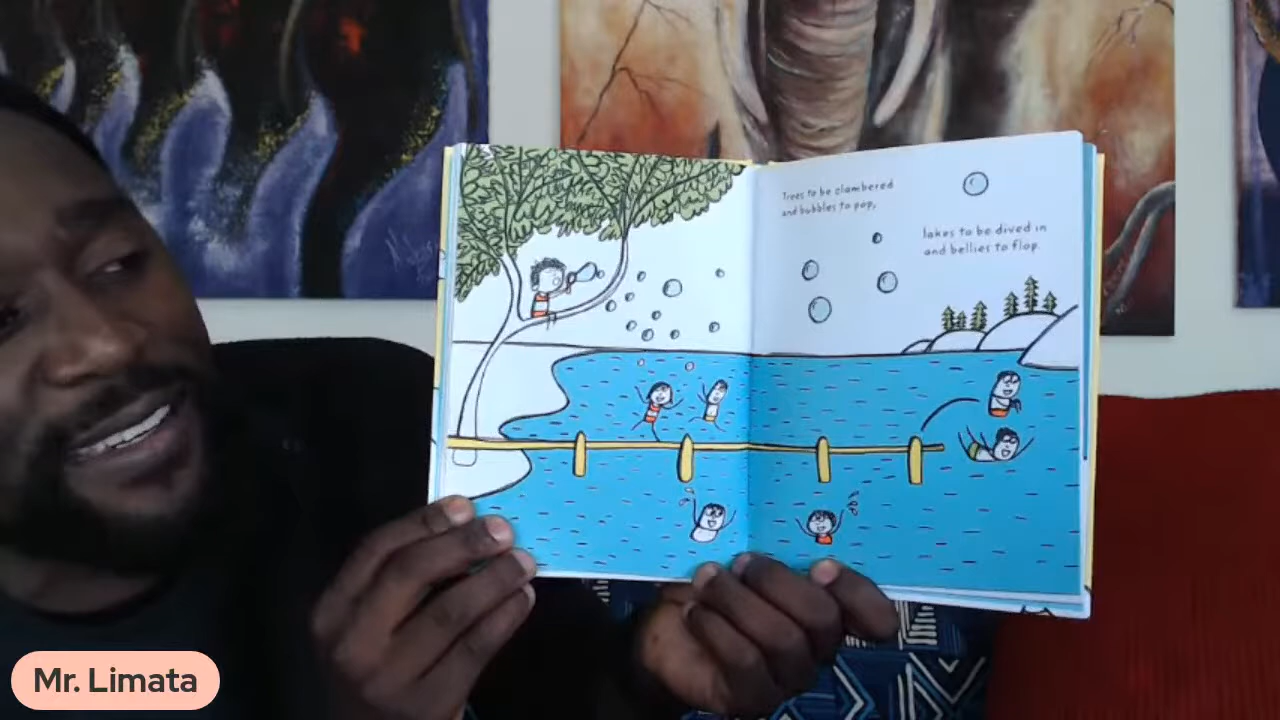 Trees to be clambered
and bubbles to pop,
lakes to be dived in
and bellies to flop.
Mr. Limata